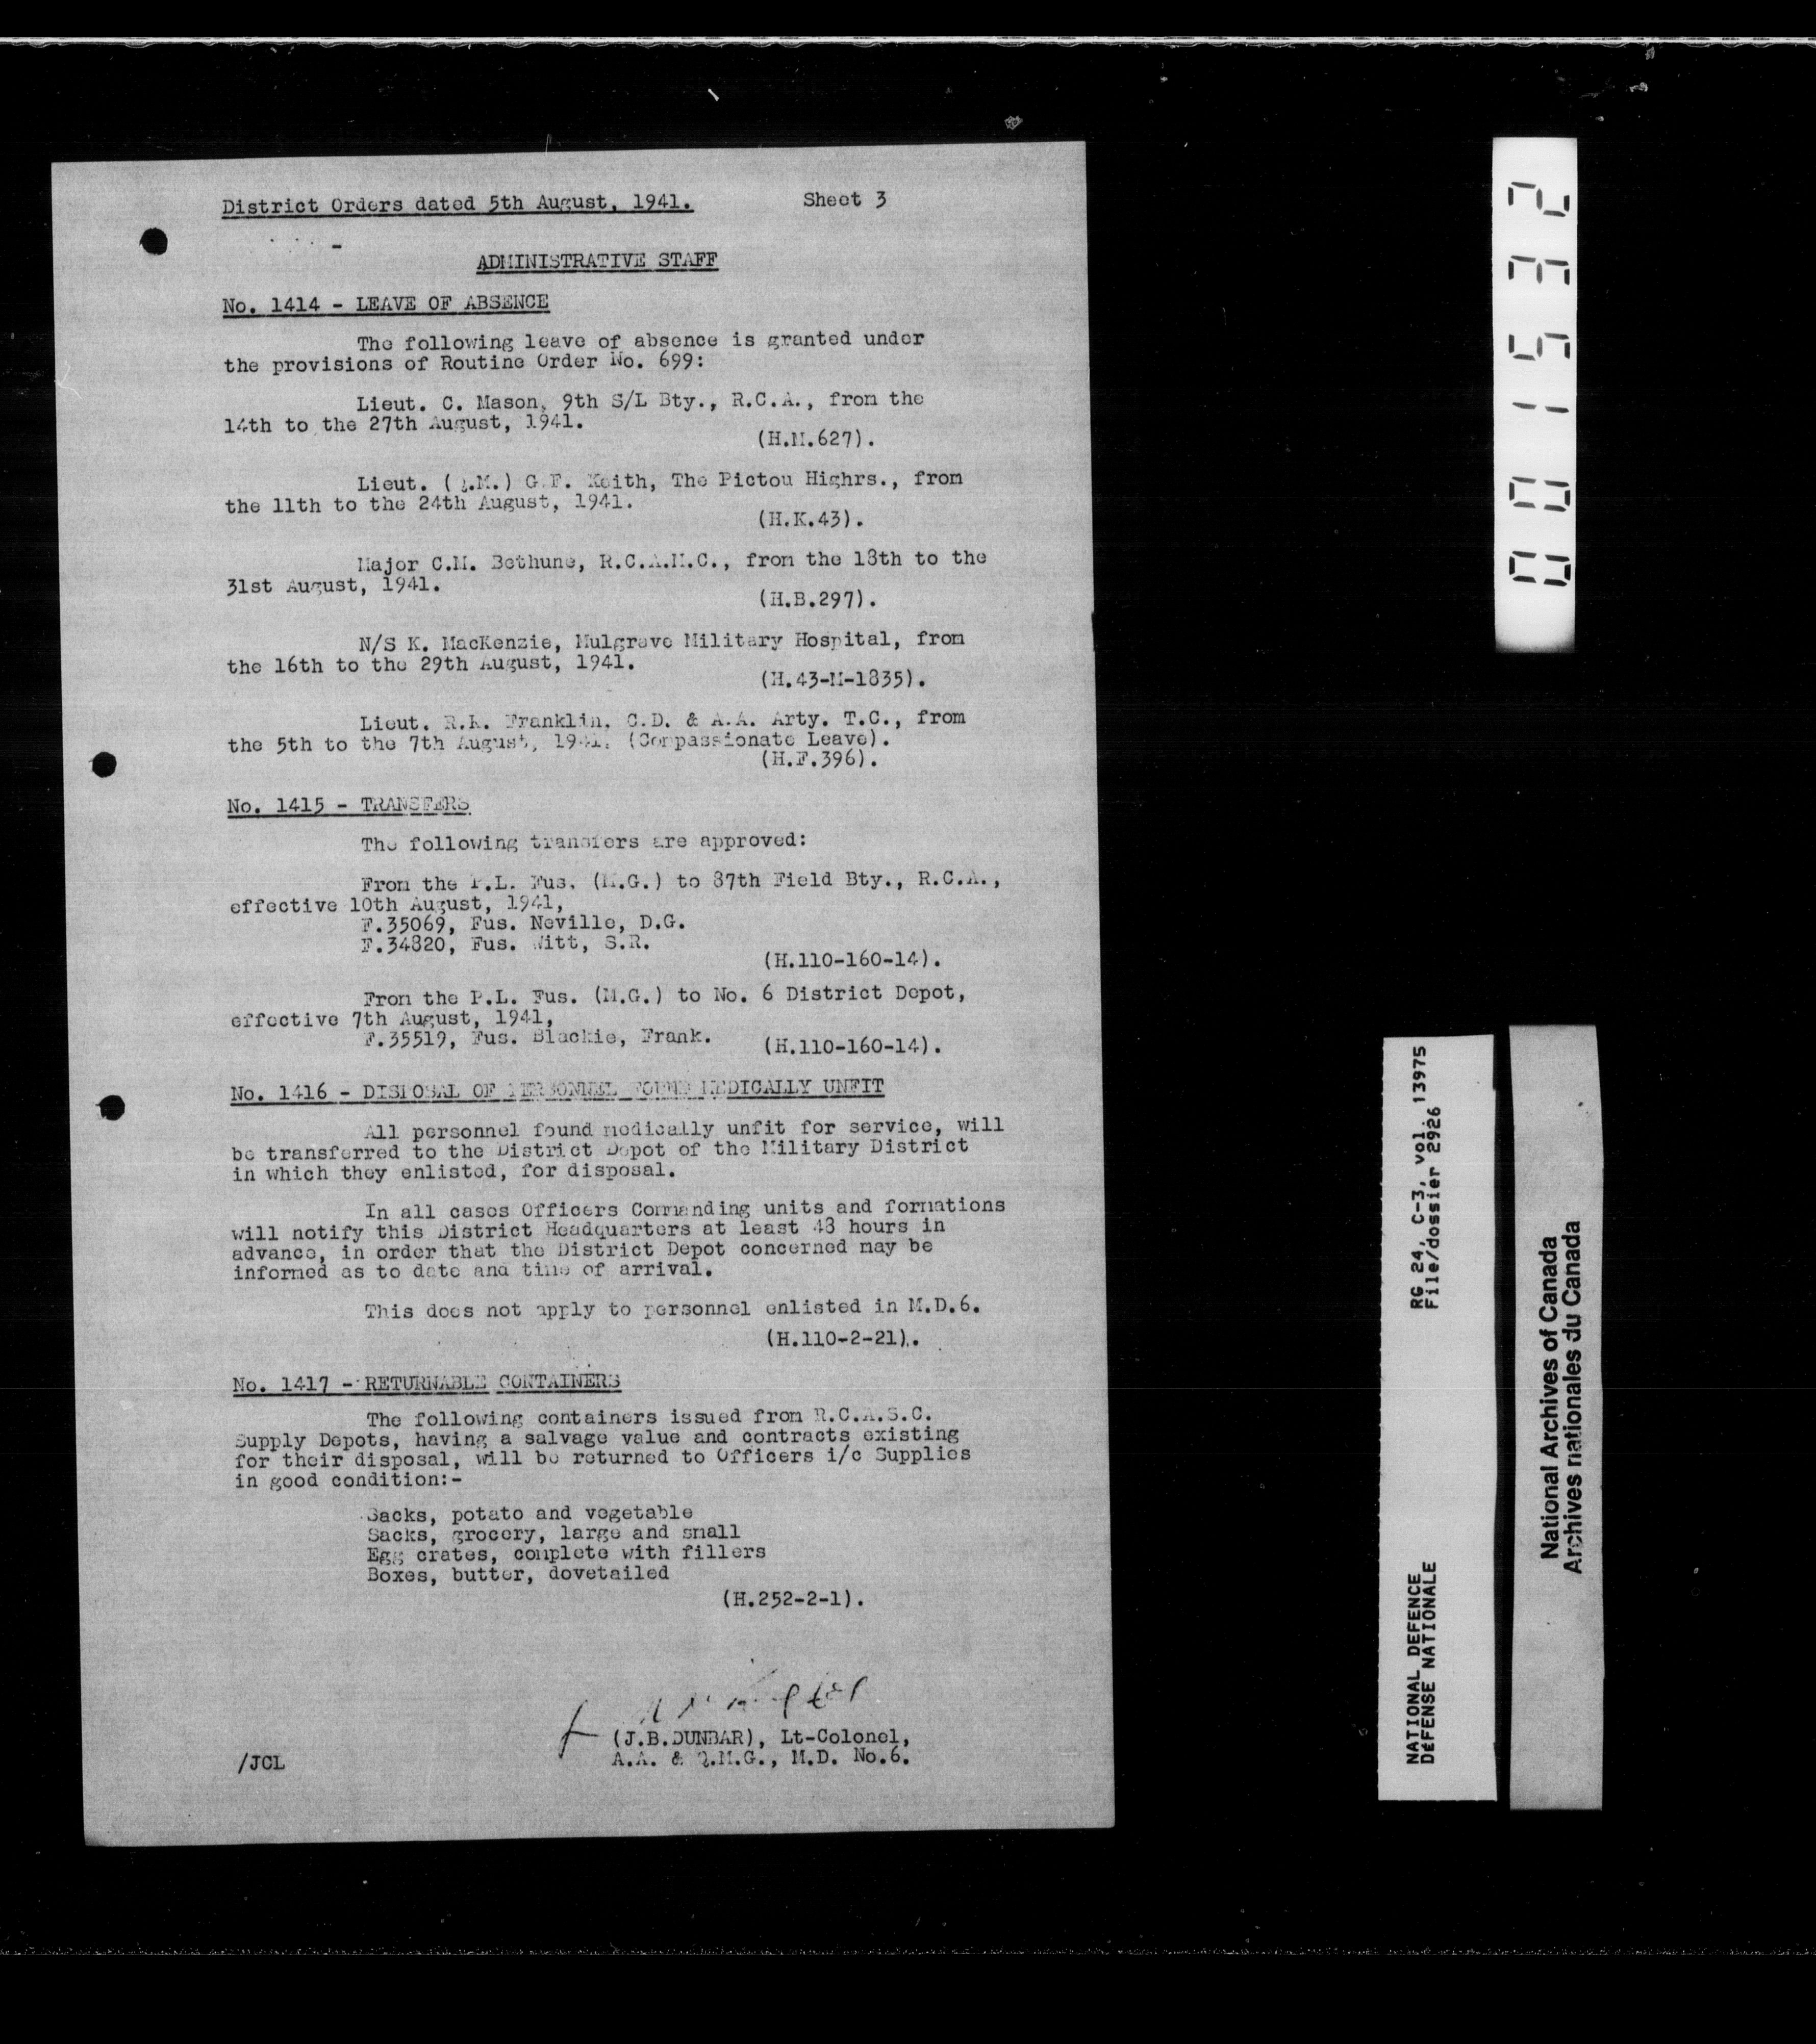 District Orders dated 5th August, 1941. Sheet 3
ADMINISTRATIVE STAFF
No. 1414 - LEAVE OF ABSENCE
The following leave of absence is granted under
the provisions of Routine Order No. 699:
Lieut. C. Mason, 9th S/L Bty., R.C.A., from the
14th to the 27th August, 1941.
(H.M.627).
Lieut. (Q.M.) G.F. Keith, The Pictou Highrs., from
the 11th to the 24th August, 1941.
(H.K.43).
Major C.M. Bethune, R.C.A.M.C., from the 18th to the
31st August, 1941.
(H.B.297).
N/S K. MacKenzie, Mulgrave Military Hospital, from
the 16th to the 29th August, 1941.
(H.43-M-1835).
Lieut. R.K. Franklin, C.D. & A.A. Arty. T.C., from
the 5th to the 7th August, 1941. (Compassionate Leave).
(H.F.396).
No. 1415 - TRANSFERS
The following transfers are approved:
From the P.L. Fus. (M.G.) to 87th Field Bty., R.C.A.,
effective 10th August, 1941,
F.35069, Fus. Neville, D.G.
F.34820, Fus. Witt, S.R.
(H.110-160-14).
From the P.L. Fus. (M.G.) to No. 6 District Depot,
effective 7th August, 1941,
F.35519, Fus. Blackie, Frank.
(H.110-160-14).
No. 1416 - DISPOSAL OF PERSONNEL FOUND MEDICALLY UNFIT
All personnel found medically unfit for service, will
be transferred to the District Depot of the Military District
in which they enlisted, for disposal.
In all cases Officers Commanding units and formations
will notify this District Headquarters at least 48 hours in
advance, in order that the District Depot concerned may be
informed as to date and time of arrival.
This does not apply to personnel enlisted in M.D.6.
(H.110-2-21).
No. 1417 - RETURNABLE CONTAINERS
The following containers issued from R.C.A.S.C.
Supply Depots, having a salvage value and contracts existing
for their disposal, will be returned to Officers i/c Supplies
in good condition:-
Sacks, potato and vegetable
Sacks, grocery, large and small
Egg crates, complete with fillers
Boxes, butter, dovetailed
(H.252-2-1).
(J.B.DUNBAR), Lt-Colonel,
A.A. & Q.M.G., M.D. No.6.
/JCL
001532
NATIONAL DEFENCE RG 24, C-3, vol. 13975
DÉFENSE NATIONALE File/dossier 2926
National Archives of Canada
Archives nationales du Canada